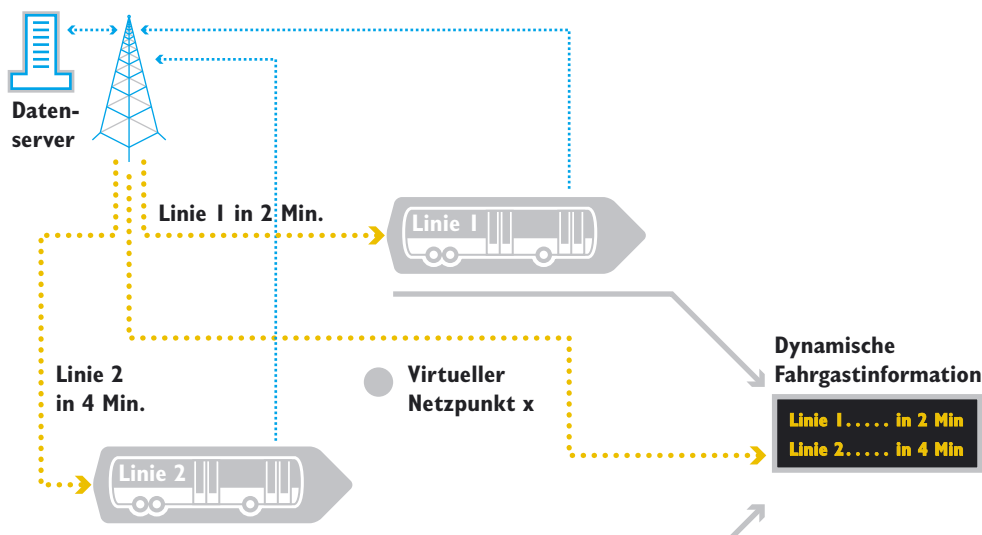 Daten-
server
Linie 1 in 2 Min.
Linie 1
Linie 2
in 4 Min.
Virtueller
Netzpunkt x
Dynamische
Fahrgastinformation
Linie 1..... in 2 Min
Linie 2..... in 4 Min
Linie 2